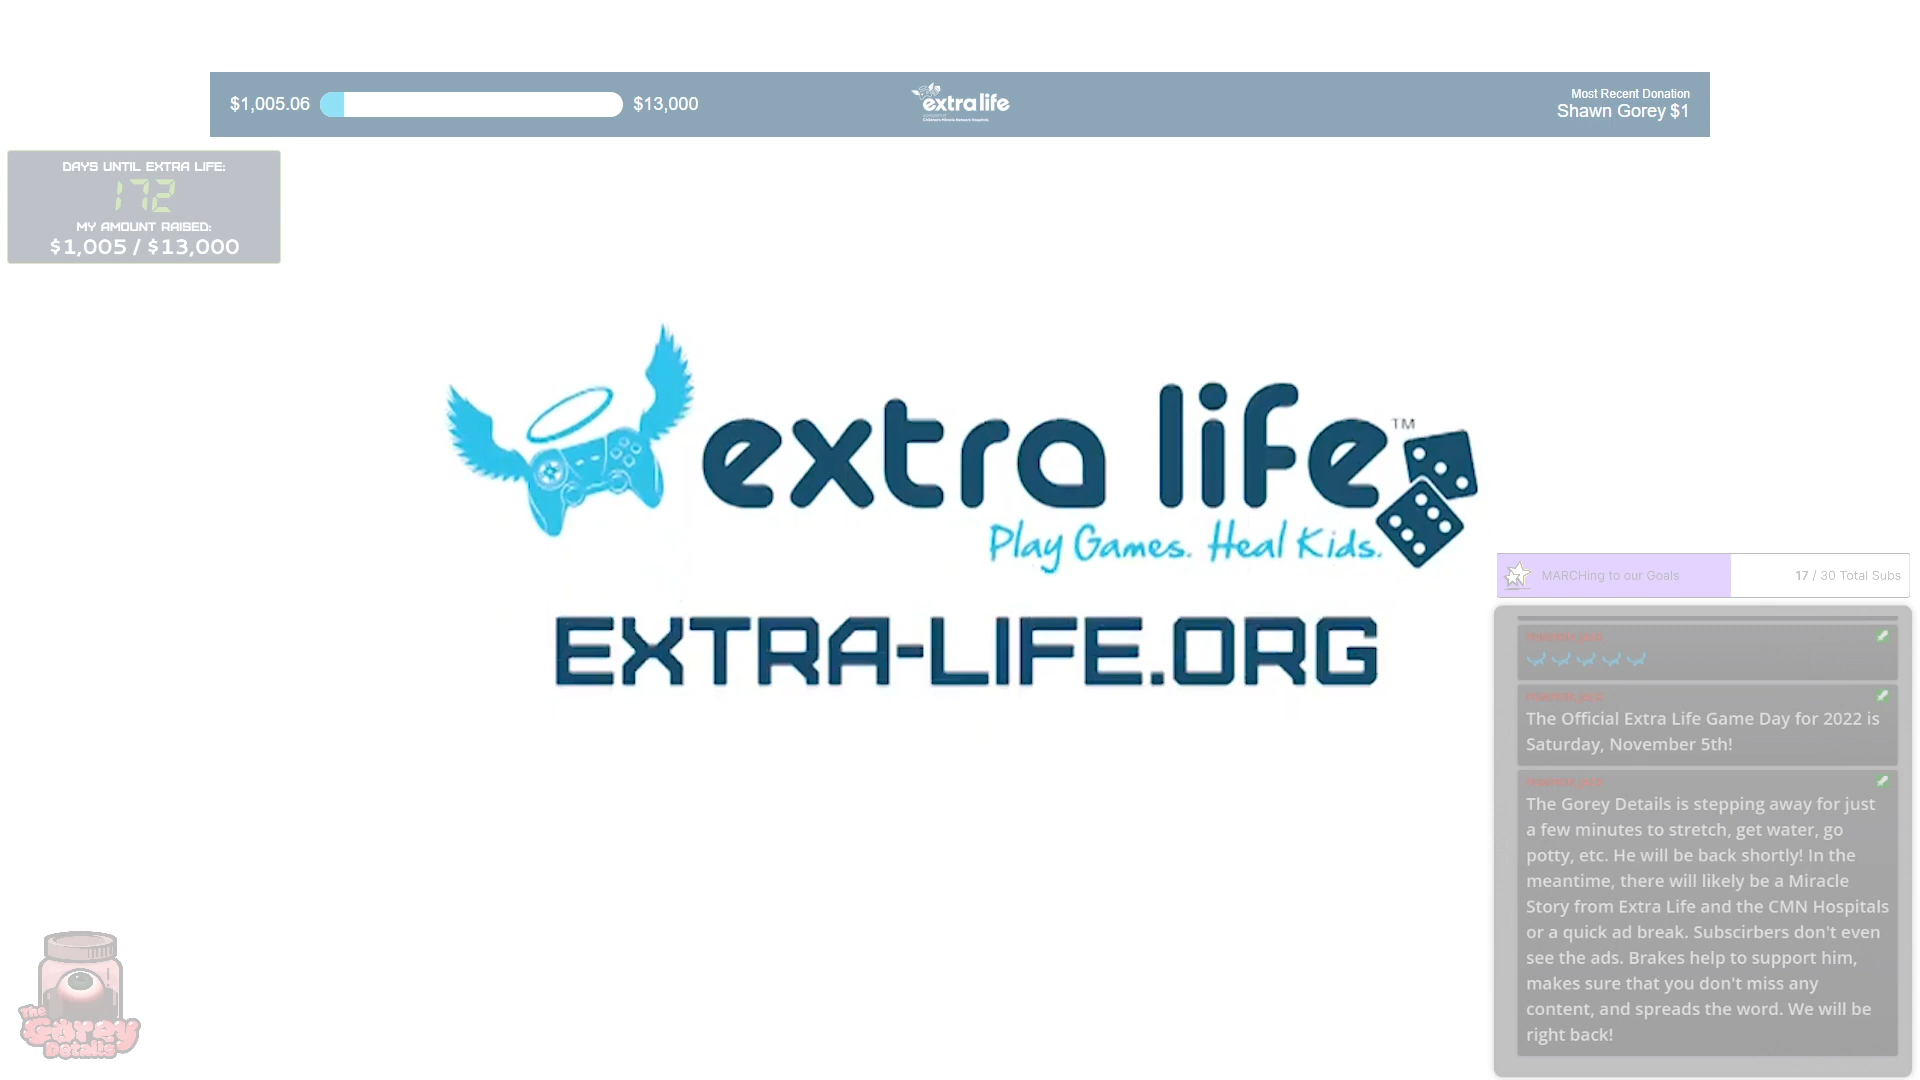 $1,005.06 $13,000
extra life
Most Recent Donation
Shawn Gorey $1
DAYS UNTIL EXTRA LIFE:
172
MY AMOUNT RAISED:
$1,005 / $13,000
extra life™
Play Games. Heal Kids.
EXTRA-LIFE.ORG
MARCHing to our Goals 17 / 30 Total Subs
The Official Extra Life Game Day for 2022 is
Saturday, November 5th!
The Gorey Details is stepping away for just
a few minutes to stretch, get water, go
potty, etc. He will be back shortly! In the
meantime, there will likely be a Miracle
Story from Extra Life and the CMN Hospitals
or a quick ad break. Subscirbers don't even
see the ads. Brakes help to support him,
makes sure that you don't miss any
content, and spreads the word. We will be
right back!
The
Gorey
Details